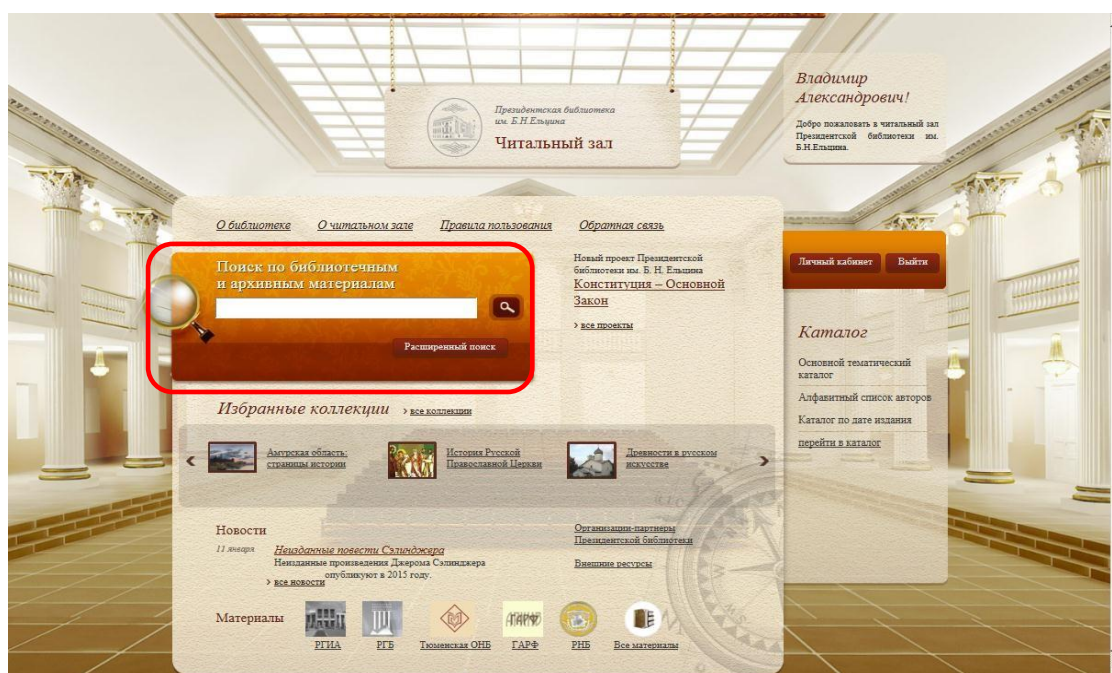 Президентская библиотека
им. Б.Н.Ельцина
Читальный зал
Владимир
Александрович!
Добро пожаловать в читальный зал
Президентской библиотеки им.
Б.Н.Ельцина.
О библиотеке О читальном зале Правила пользования Обратная связь
Поиск по библиотечным
и архивным материалам
Расширенный поиск
Новый проект Президентской
библиотеки им. Б. Н. Ельцина
Конституция – Основной
Закон
› все проекты
Личный кабинет Выйти
Каталог
Основной тематический
каталог
Алфавитный список авторов
Каталог по дате издания
перейти в каталог
Избранные коллекции › все коллекции
Амурская область:
страницы истории
История Русской
Православной Церкви
Древности в русском
искусстве
Новости
11 января Неизданные повести Сэлинджера
Неизданные произведения Джерома Сэлинджера
опубликуют в 2015 году.
› все новости
Организации-партнеры
Президентской библиотеки
Внешние ресурсы
Материалы
РГИА РГБ Тюменская ОНБ ГАРФ РНБ Все материалы